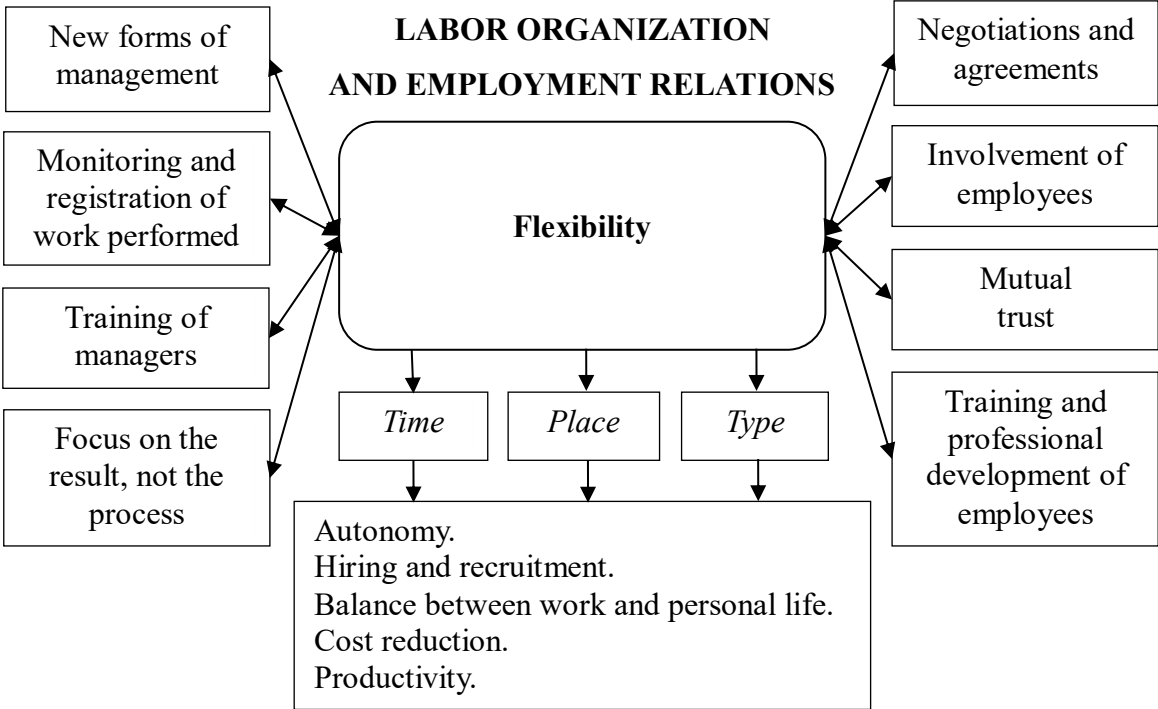 LABOR ORGANIZATION
AND EMPLOYMENT RELATIONS
New forms of
management
Monitoring and
registration of
work performed
Training of
managers
Focus on the
result, not the
process
Flexibility
Negotiations and
agreements
Involvement of
employees
Mutual
trust
Training and
professional
development of
employees
Time
Place
Type
Autonomy.
Hiring and recruitment.
Balance between work and personal life.
Cost reduction.
Productivity.